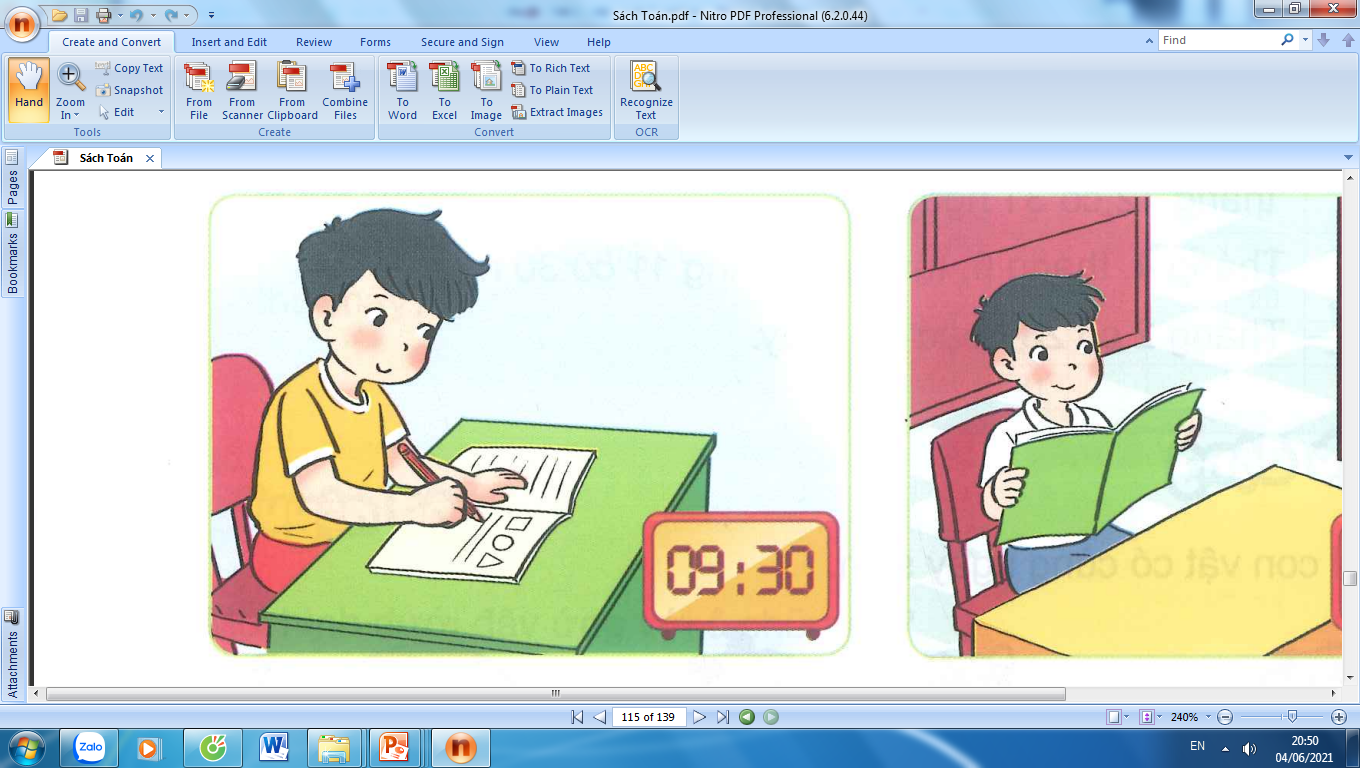 Sách Toán.pdf - Nitro PDF Professional (6.2.0.44)
Create and Convert Insert and Edit Review Forms Secure and Sign View Help Find
Hand
Zoom In
Copy Text
Snapshot
Edit
Tools
From File
From Scanner
From Clipboard
Combine Files
Create
To Word
To Excel
To Image
To Rich Text
To Plain Text
Extract Images
Convert
Recognize Text
OCR
Sách Toán
Pages
Bookmarks
Attachments
09:30
115 of 139
240%
Zalo
EN
20:50
04/06/2021